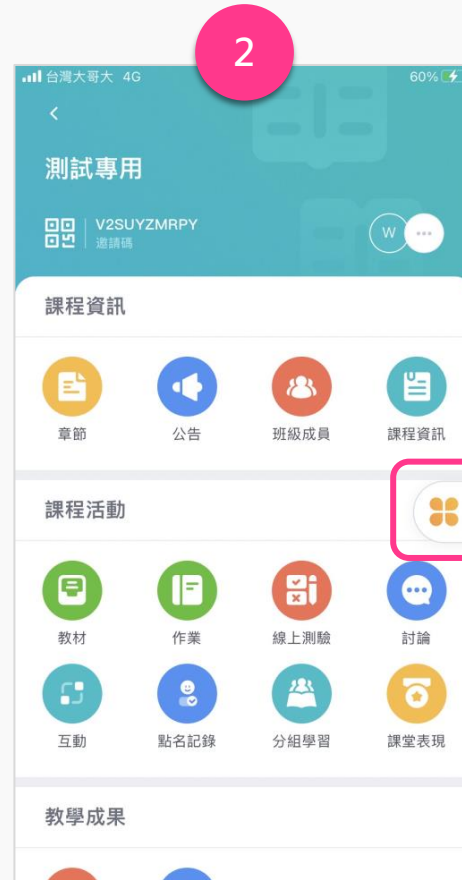 2
台灣大哥大 4G 60%
測試專用
V2SUYZMRPY
邀請碼
W
課程資訊
章節 公告 班級成員 課程資訊
課程活動
教材 作業 線上測驗 討論
互動 點名記錄 分組學習 課堂表現
教學成果